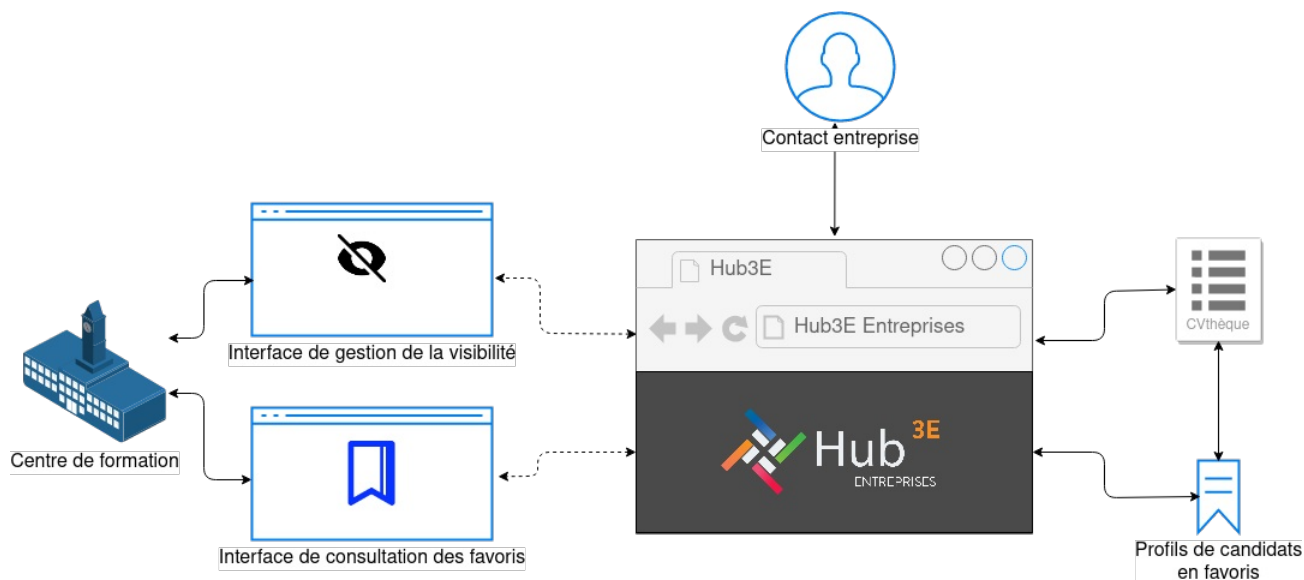 Contact entreprise
Hub3E
Hub3E Entreprises
CVthèque
Interface de gestion de la visibilité
Hub 3E
ENTREPRISES
Centre de formation
Interface de consultation des favoris
Profils de candidats
en favoris